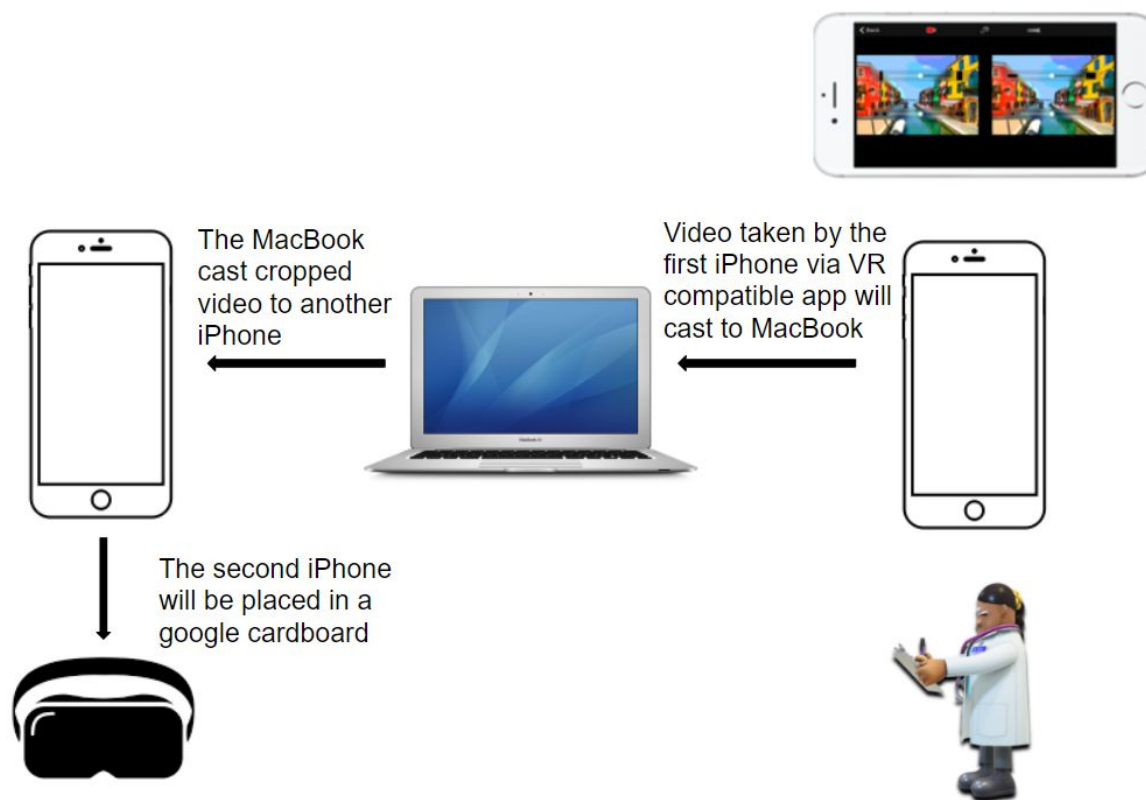 Back
The MacBook
cast cropped
video to another
iPhone
Video taken by the
first iPhone via VR
compatible app will
cast to MacBook
The second iPhone
will be placed in a
google cardboard